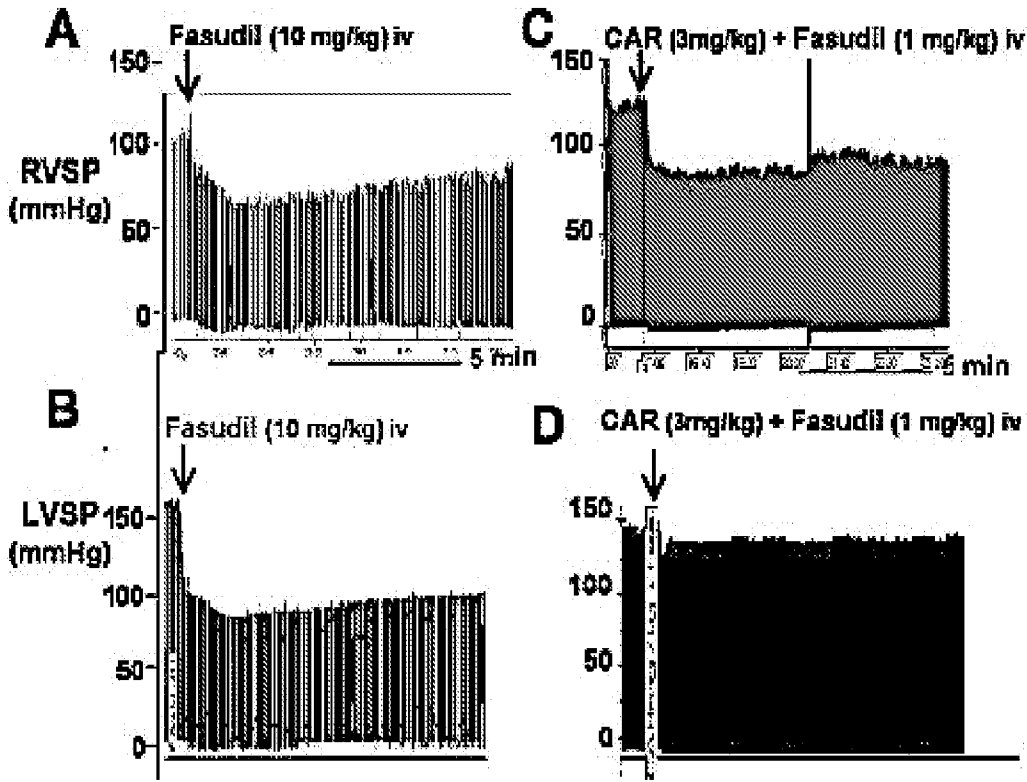 A
Fasudil (10 mg/kg) iv
150
100
50
0
RVSP
(mmHg)
5 min
B
Fasudil (10 mg/kg) iv
LVSP
(mmHg)
150
100
50
0
C
CAR (3mg/kg) + Fasudil (1 mg/kg) iv
150
100
50
0
5 min
D
CAR (3mg/kg) + Fasudil (1 mg/kg) iv
150
100
50
0